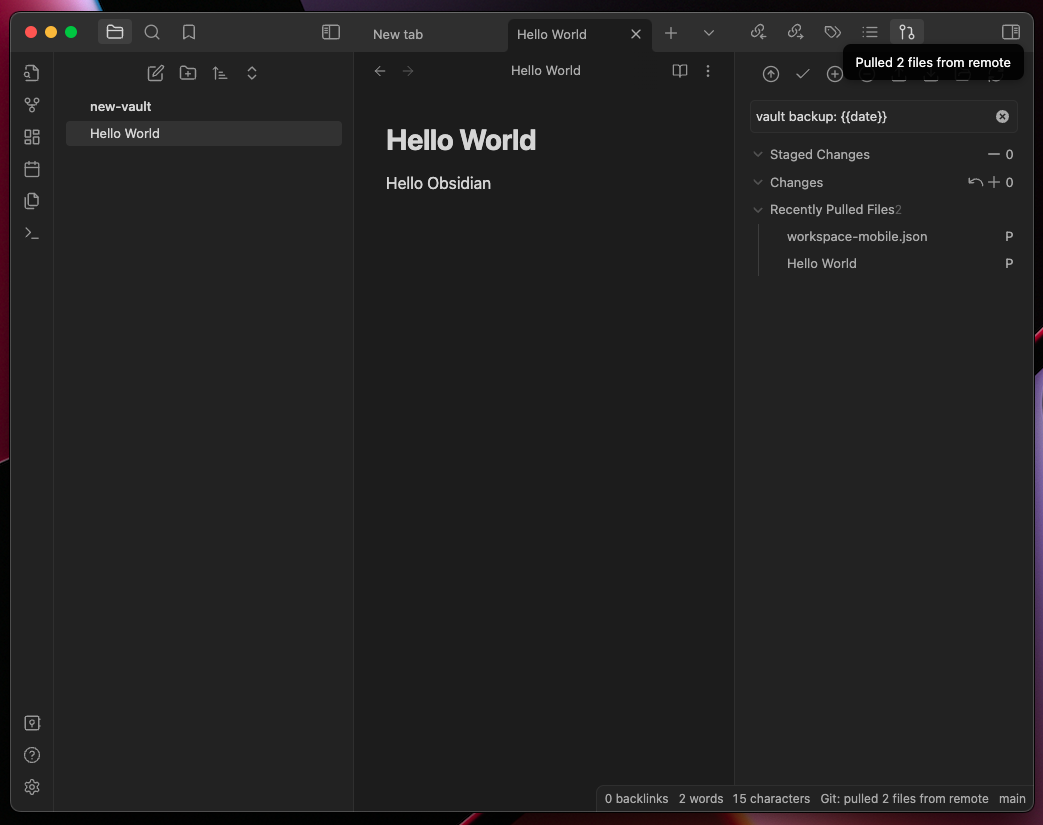 New tab
Hello World
Pulled 2 files from remote
Hello World
new-vault
Hello World
Hello World
Hello Obsidian
vault backup: {{date}}
Staged Changes 0
Changes 0
Recently Pulled Files2
workspace-mobile.json P
Hello World P
0 backlinks 2 words 15 characters Git: pulled 2 files from remote main